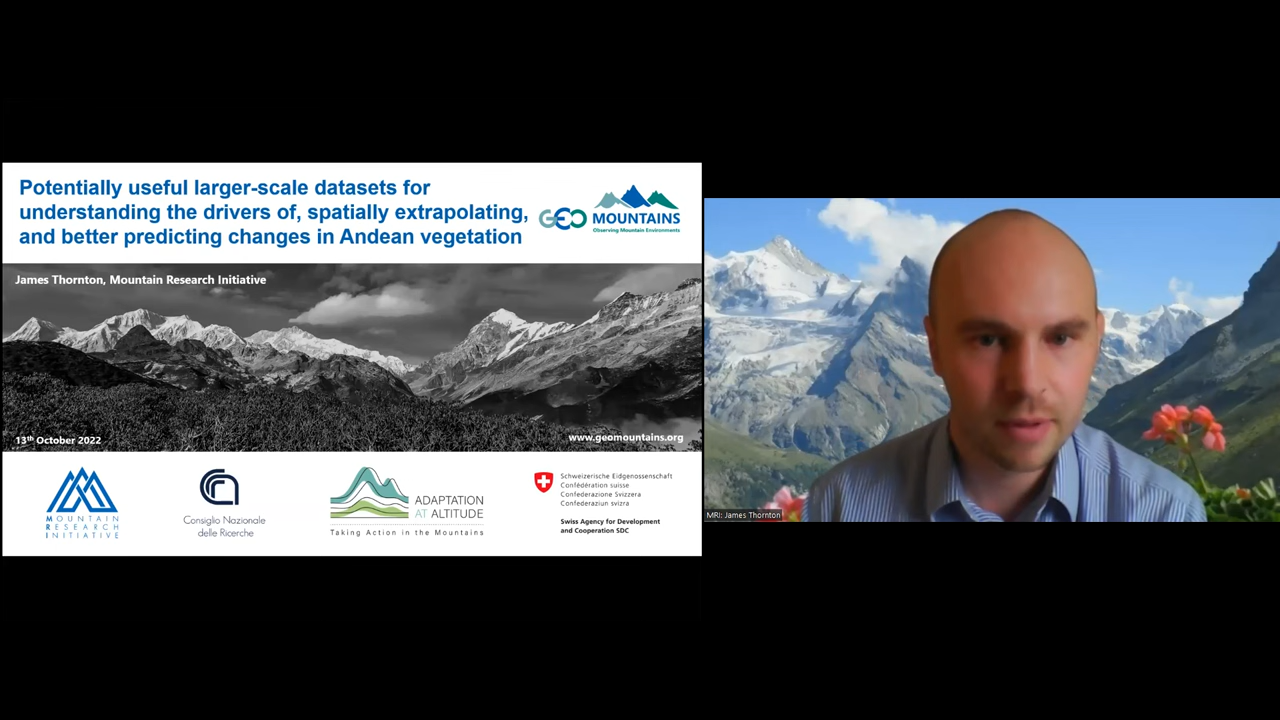 Potentially useful larger-scale datasets for
understanding the drivers of, spatially extrapolating,
and better predicting changes in Andean vegetation
GEO
MOUNTAINS
Observing Mountain Environments
James Thornton, Mountain Research Initiative
13th October 2022
www.geomountains.org
MOUNTAIN
RESEARCH
INITIATIVE
Consiglio Nazionale
delle Ricerche
ADAPTATION
AT ALTITUDE
Taking Action in the Mountains
Schweizerische Eidgenossenschaft
Confédération suisse
Confederazione Svizzera
Confederaziun svizra
Swiss Agency for Development
and Cooperation SDC
MRI: James Thornton